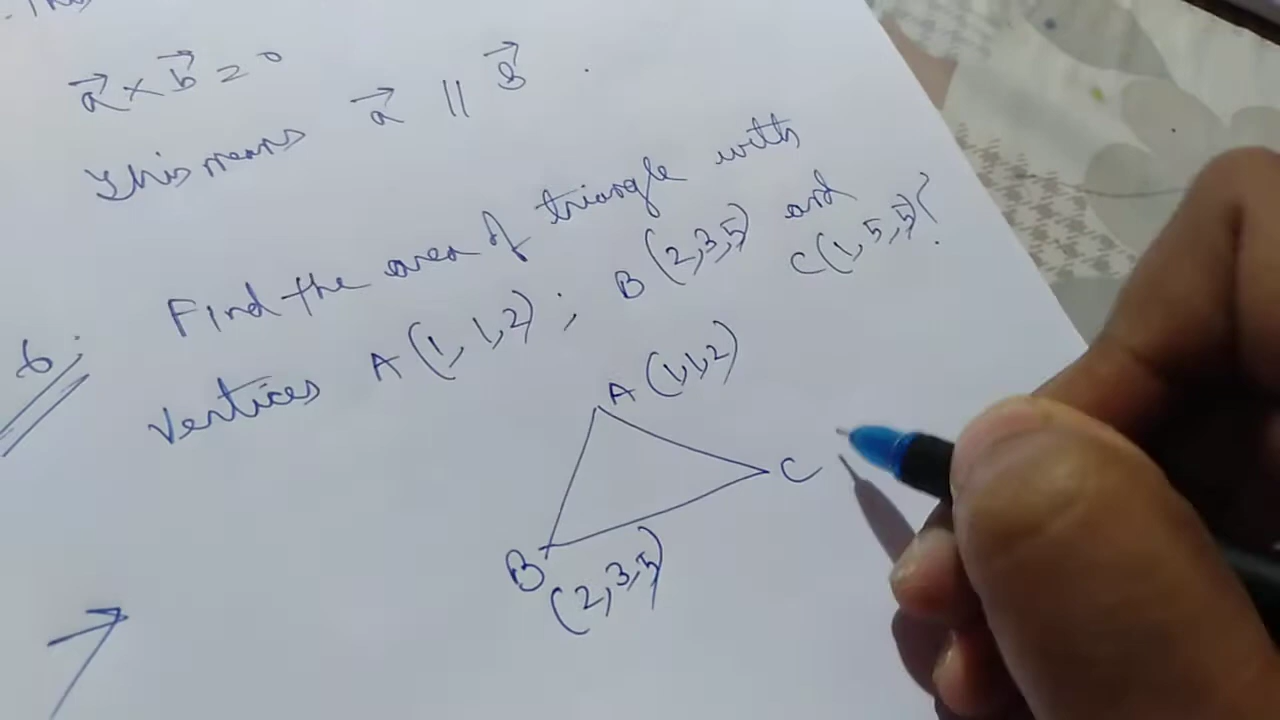 a⃗ × b⃗ = 0
This means a⃗ || b⃗ .
6. Find the area of triangle with
vertices A (1, 1, 2) ; B (2, 3, 5) and C (1, 5, 5) ?
A (1, 1, 2)
C
B
(2, 3, 5)